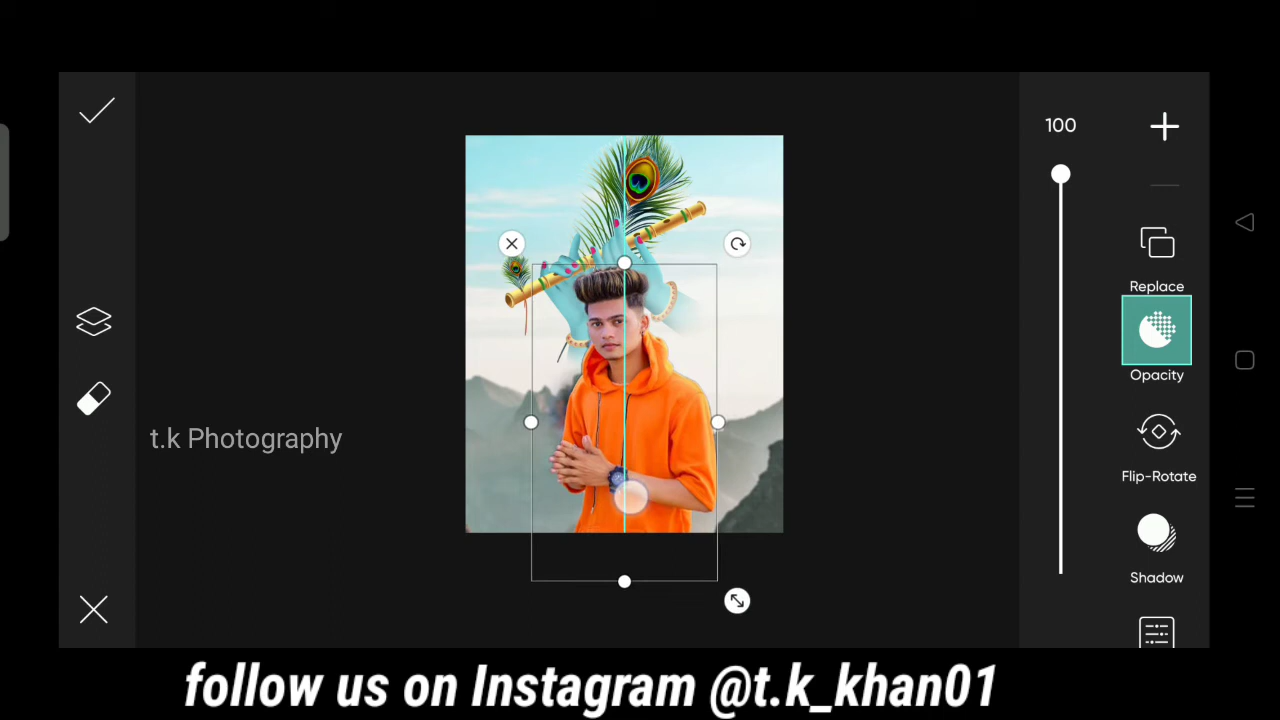 100
Replace
Opacity
Flip-Rotate
Shadow
t.k Photography
follow us on Instagram @t.k_khan01